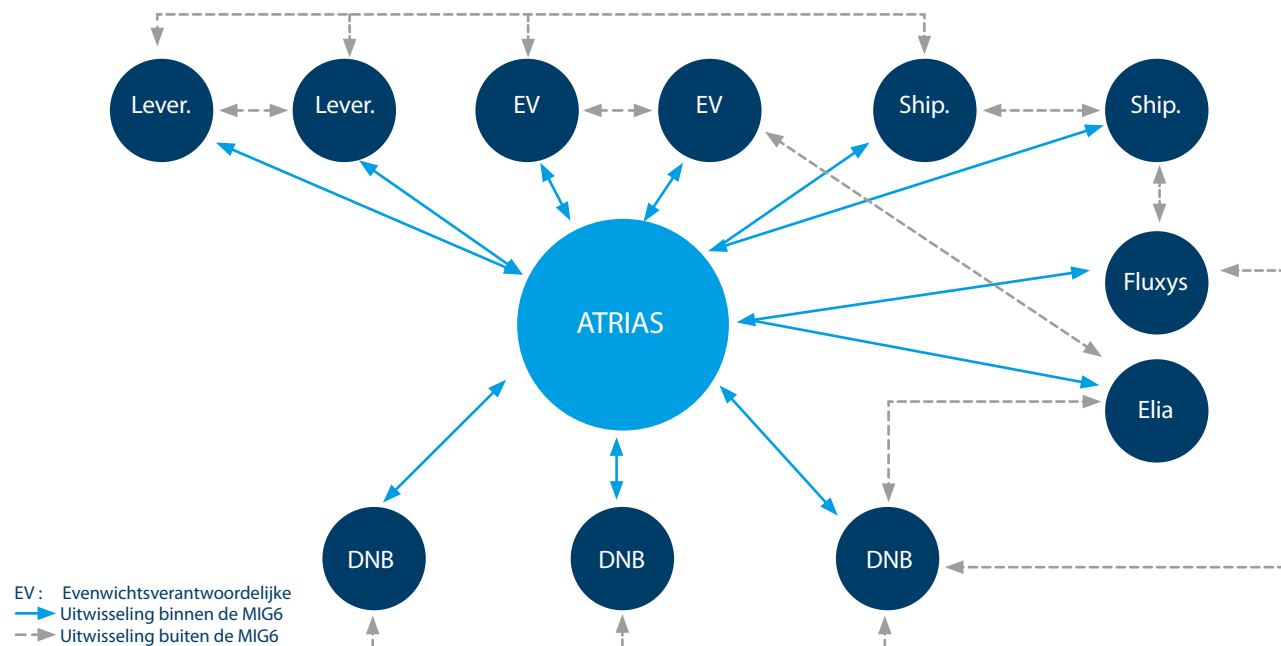 Lever.
Lever.
EV
EV
Ship.
Ship.
Fluxys
ATRIAS
Elia
DNB
DNB
DNB
EV : Evenwichtsverantwoordelijke
Uitwisseling binnen de MIG6
Uitwisseling buiten de MIG6